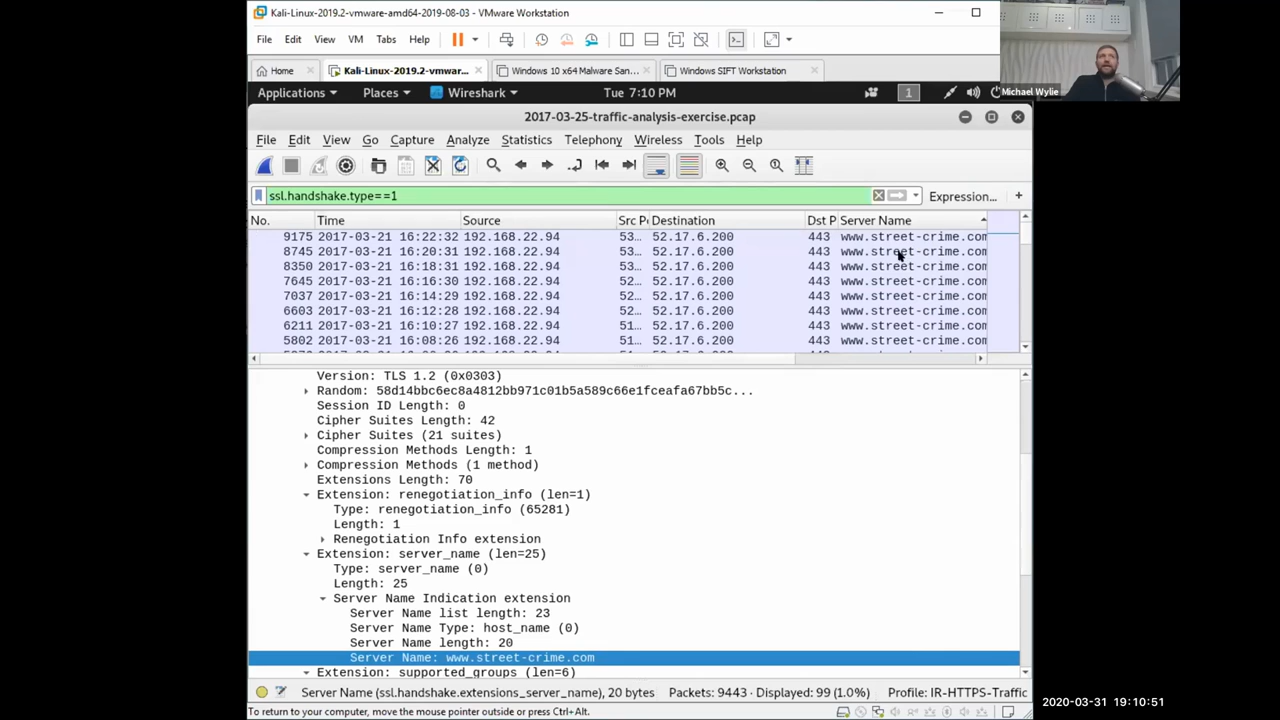 Kali-Linux-2019.2-vmware-amd64-2019-08-03 - VMware Workstation
File Edit View VM Tabs Help
Home Kali-Linux-2019.2-vmwar... Windows 10 x64 Malware San... Windows SIFT Workstation
Michael Wylie
Applications Places Wireshark Tue 7:10 PM 1
2017-03-25-traffic-analysis-exercise.pcap
File Edit View Go Capture Analyze Statistics Telephony Wireless Tools Help
ssl.handshake.type==1 Expression... +
No. Time Source Src P Destination Dst P Server Name
9175 2017-03-21 16:22:32 192.168.22.94 53... 52.17.6.200 443 www.street-crime.com
8745 2017-03-21 16:20:31 192.168.22.94 53... 52.17.6.200 443 www.street-crime.com
8350 2017-03-21 16:18:31 192.168.22.94 53... 52.17.6.200 443 www.street-crime.com
7645 2017-03-21 16:16:30 192.168.22.94 52... 52.17.6.200 443 www.street-crime.com
7037 2017-03-21 16:14:29 192.168.22.94 52... 52.17.6.200 443 www.street-crime.com
6603 2017-03-21 16:12:28 192.168.22.94 52... 52.17.6.200 443 www.street-crime.com
6211 2017-03-21 16:10:27 192.168.22.94 51... 52.17.6.200 443 www.street-crime.com
5802 2017-03-21 16:08:26 192.168.22.94 51... 52.17.6.200 443 www.street-crime.com
Version: TLS 1.2 (0x0303)
Random: 58d14bbc6ec8a4812bb971c01b5a589c66e1fceafa67bb5c...
Session ID Length: 0
Cipher Suites Length: 42
Cipher Suites (21 suites)
Compression Methods Length: 1
Compression Methods (1 method)
Extensions Length: 70
Extension: renegotiation_info (len=1)
Type: renegotiation_info (65281)
Length: 1
Renegotiation Info extension
Extension: server_name (len=25)
Type: server_name (0)
Length: 25
Server Name Indication extension
Server Name list length: 23
Server Name Type: host_name (0)
Server Name length: 20
Server Name: www.street-crime.com
Extension: supported_groups (len=6)
Server Name (ssl.handshake.extensions_server_name), 20 bytes Packets: 9443 · Displayed: 99 (1.0%) Profile: IR-HTTPS-Traffic
To return to your computer, move the mouse pointer outside or press Ctrl+Alt.
2020-03-31 19:10:51